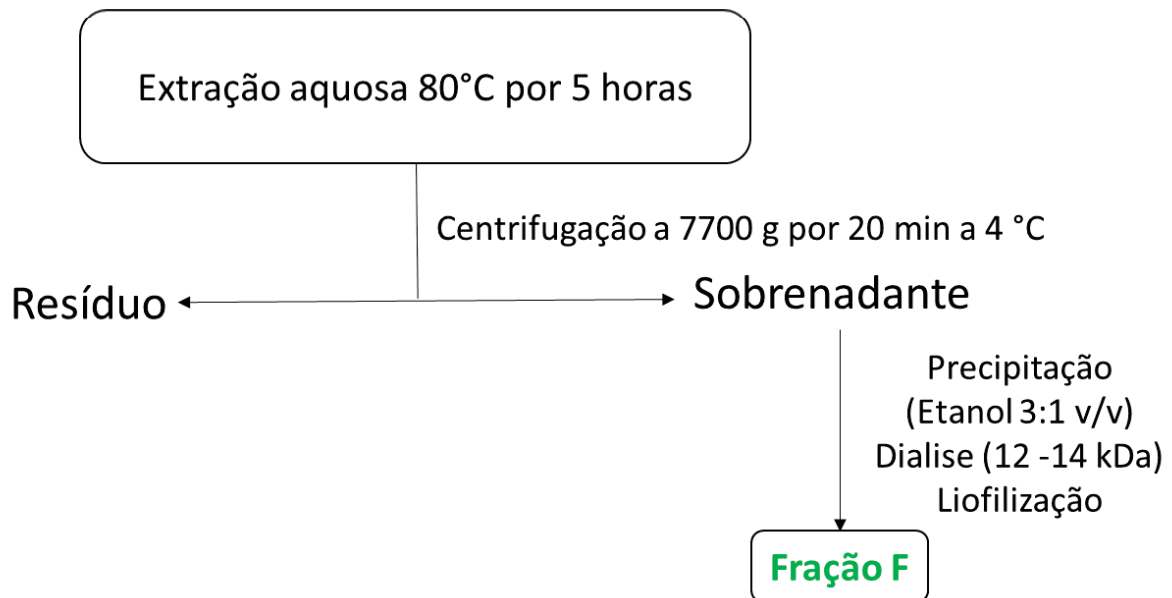 Extração aquosa 80°C por 5 horas
Centrifugação a 7700 g por 20 min a 4 °C
Resíduo
Sobrenadante
Precipitação
(Etanol 3:1 v/v)
Dialise (12 -14 kDa)
Liofilização
Fração F